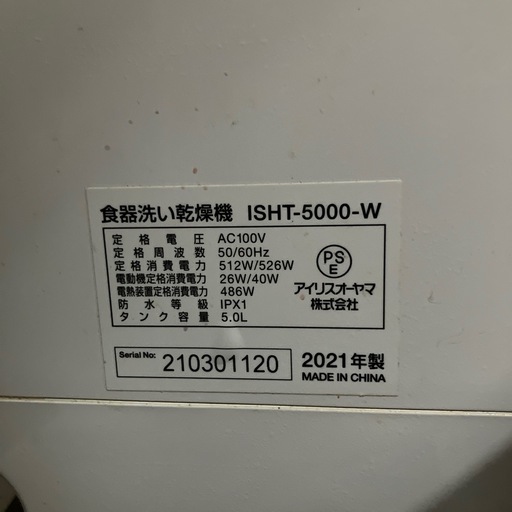 食器洗い乾燥機 ISHT-5000-W
定格電圧 AC100V
定格周波数 50/60Hz
定格消費電力 512W/526W
電動機定格消費電力 26W/40W
電熱装置定格消費電力 486W
防水等級 IPX1
タンク容量 5.0L
PS
E
アイリスオーヤマ
株式会社
Serial No: 210301120
2021年製
MADE IN CHINA